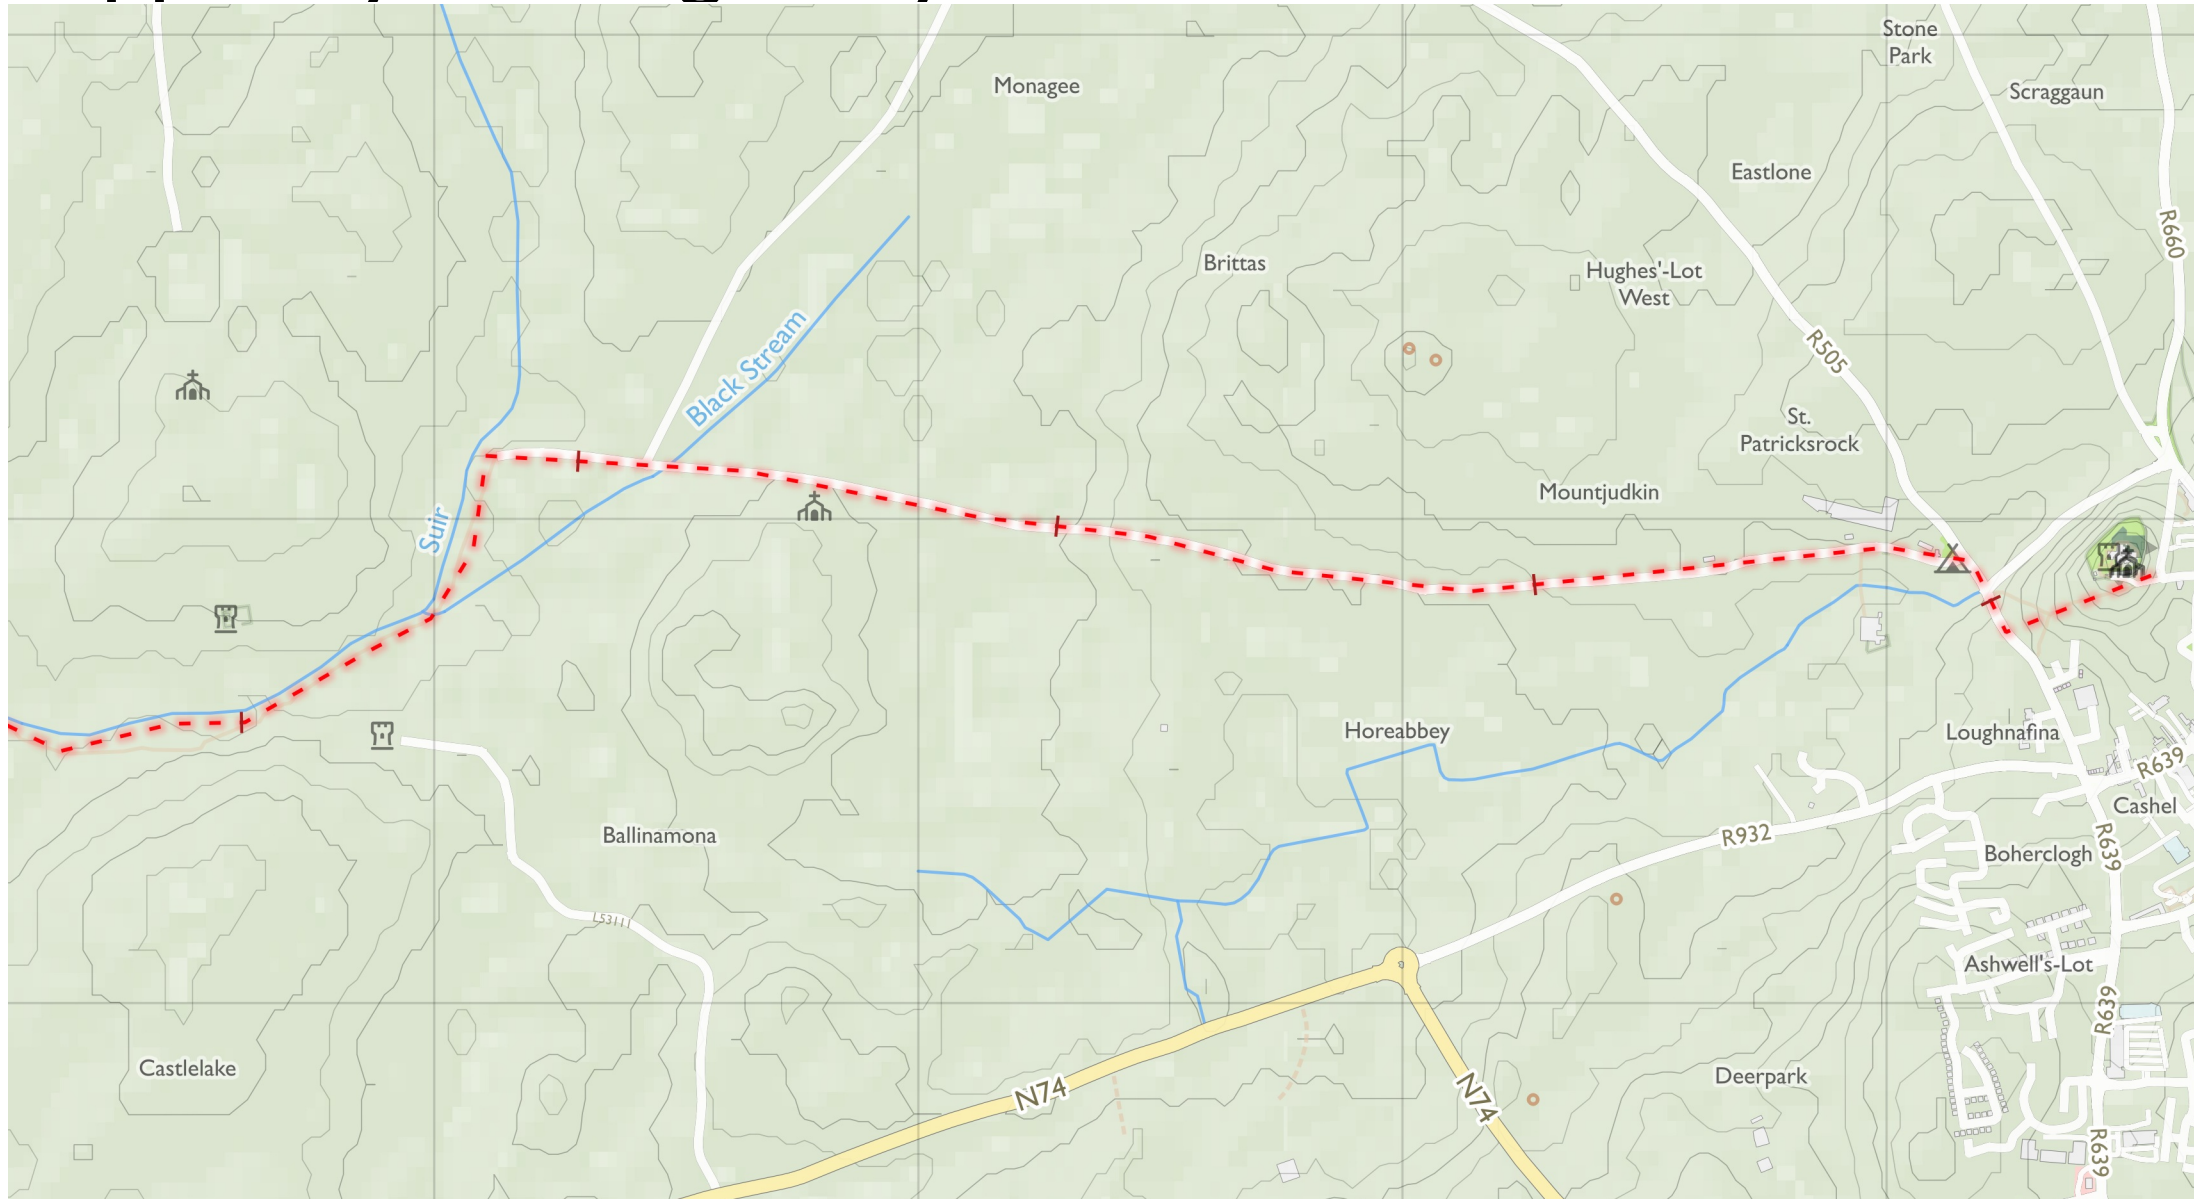 Stone
Park
Monagee
Scraggaun
Eastlone
R660
Brittas
Hughes'-Lot
West
R505
Black Stream
St.
Patricksrock
Mountjudkin
Suir
Horeabbey
Loughnafina
R639
Cashel
Ballinamona
R932
R639
Boherclogh
L5311
Ashwell's-Lot
R639
Castlelake
N74
N74
Deerpark
R639